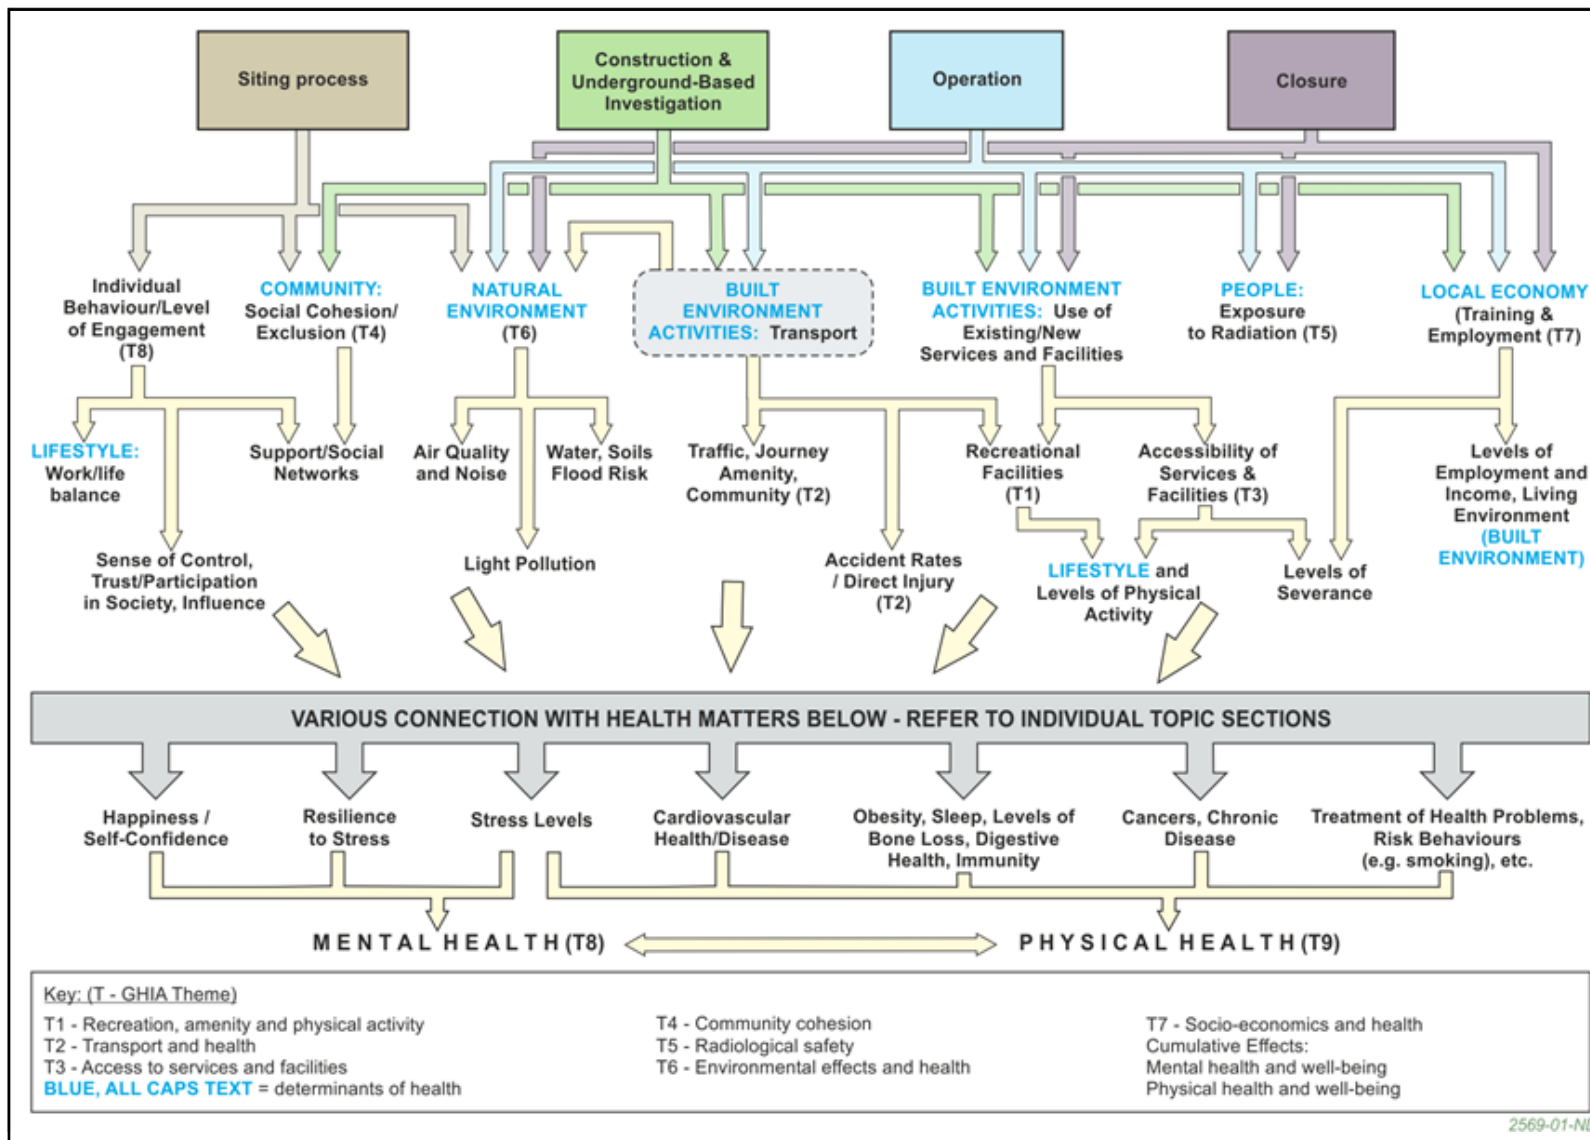 Siting process
Construction &
Underground-Based
Investigation
Operation
Closure
Individual
Behaviour/Level
of Engagement
(T8)
COMMUNITY:
Social Cohesion/
Exclusion (T4)
NATURAL
ENVIRONMENT
(T6)
BUILT
ENVIRONMENT
ACTIVITIES: Transport
BUILT ENVIRONMENT
ACTIVITIES: Use of
Existing/New
Services and Facilities
PEOPLE:
Exposure
to Radiation (T5)
LOCAL ECONOMY
(Training &
Employment (T7)
LIFESTYLE:
Work/life
balance
Support/Social
Networks
Air Quality
and Noise
Water, Soils
Flood Risk
Traffic, Journey
Amenity,
Community (T2)
Recreational
Facilities
(T1)
Accessibility of
Services &
Facilities (T3)
Levels of
Employment and
Income, Living
Environment
(BUILT
ENVIRONMENT)
Sense of Control,
Trust/Participation
in Society, Influence
Light Pollution
Accident Rates
/ Direct Injury
(T2)
LIFESTYLE and
Levels of Physical
Activity
Levels of
Severance
VARIOUS CONNECTION WITH HEALTH MATTERS BELOW - REFER TO INDIVIDUAL TOPIC SECTIONS
Happiness /
Self-Confidence
Resilience
to Stress
Stress Levels
Cardiovascular
Health/Disease
Obesity, Sleep, Levels of
Bone Loss, Digestive
Health, Immunity
Cancers, Chronic
Disease
Treatment of Health Problems,
Risk Behaviours
(e.g. smoking), etc.
MENTAL HEALTH (T8)
PHYSICAL HEALTH (T9)
Key: (T - GHIA Theme)
T1 - Recreation, amenity and physical activity
T2 - Transport and health
T3 - Access to services and facilities
BLUE, ALL CAPS TEXT = determinants of health
T4 - Community cohesion
T5 - Radiological safety
T6 - Environmental effects and health
T7 - Socio-economics and health
Cumulative Effects:
Mental health and well-being
Physical health and well-being